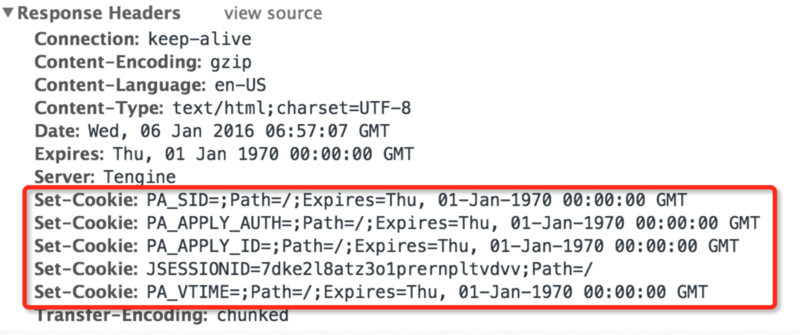 ▼Response Headers view source
Connection: keep-alive
Content-Encoding: gzip
Content-Language: en-US
Content-Type: text/html;charset=UTF-8
Date: Wed, 06 Jan 2016 06:57:07 GMT
Expires: Thu, 01 Jan 1970 00:00:00 GMT
Server: Tengine
Set-Cookie: PA_SID=;Path=/;Expires=Thu, 01-Jan-1970 00:00:00 GMT
Set-Cookie: PA_APPLY_AUTH=;Path=/;Expires=Thu, 01-Jan-1970 00:00:00 GMT
Set-Cookie: PA_APPLY_ID=;Path=/;Expires=Thu, 01-Jan-1970 00:00:00 GMT
Set-Cookie: JSESSIONID=7dke2l8atz3o1prernpltvdvv;Path=/
Set-Cookie: PA_VTIME=;Path=/;Expires=Thu, 01-Jan-1970 00:00:00 GMT
Transfer-Encoding: chunked